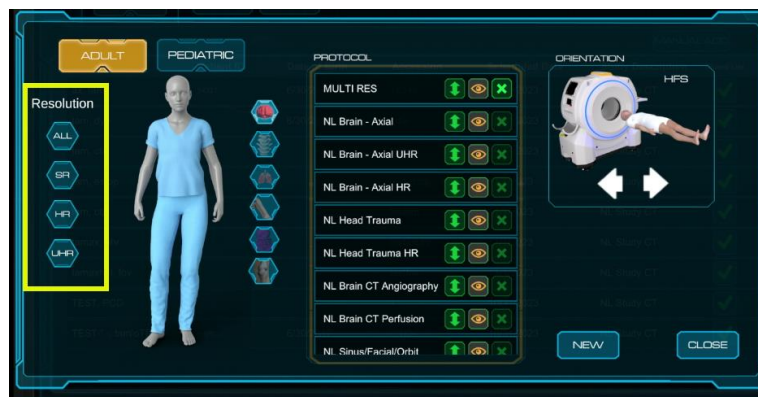 ADULT
PEDIATRIC
Resolution
ALL
SR
HR
UHR
PROTOCOL
MULTI RES
NL Brain - Axial
NL Brain - Axial UHR
NL Brain - Axial HR
NL Head Trauma
NL Head Trauma HR
NL Brain CT Angiography
NL Brain CT Perfusion
NL Sinus/Facial/Orbit
ORIENTATION
HFS
NEW
CLOSE